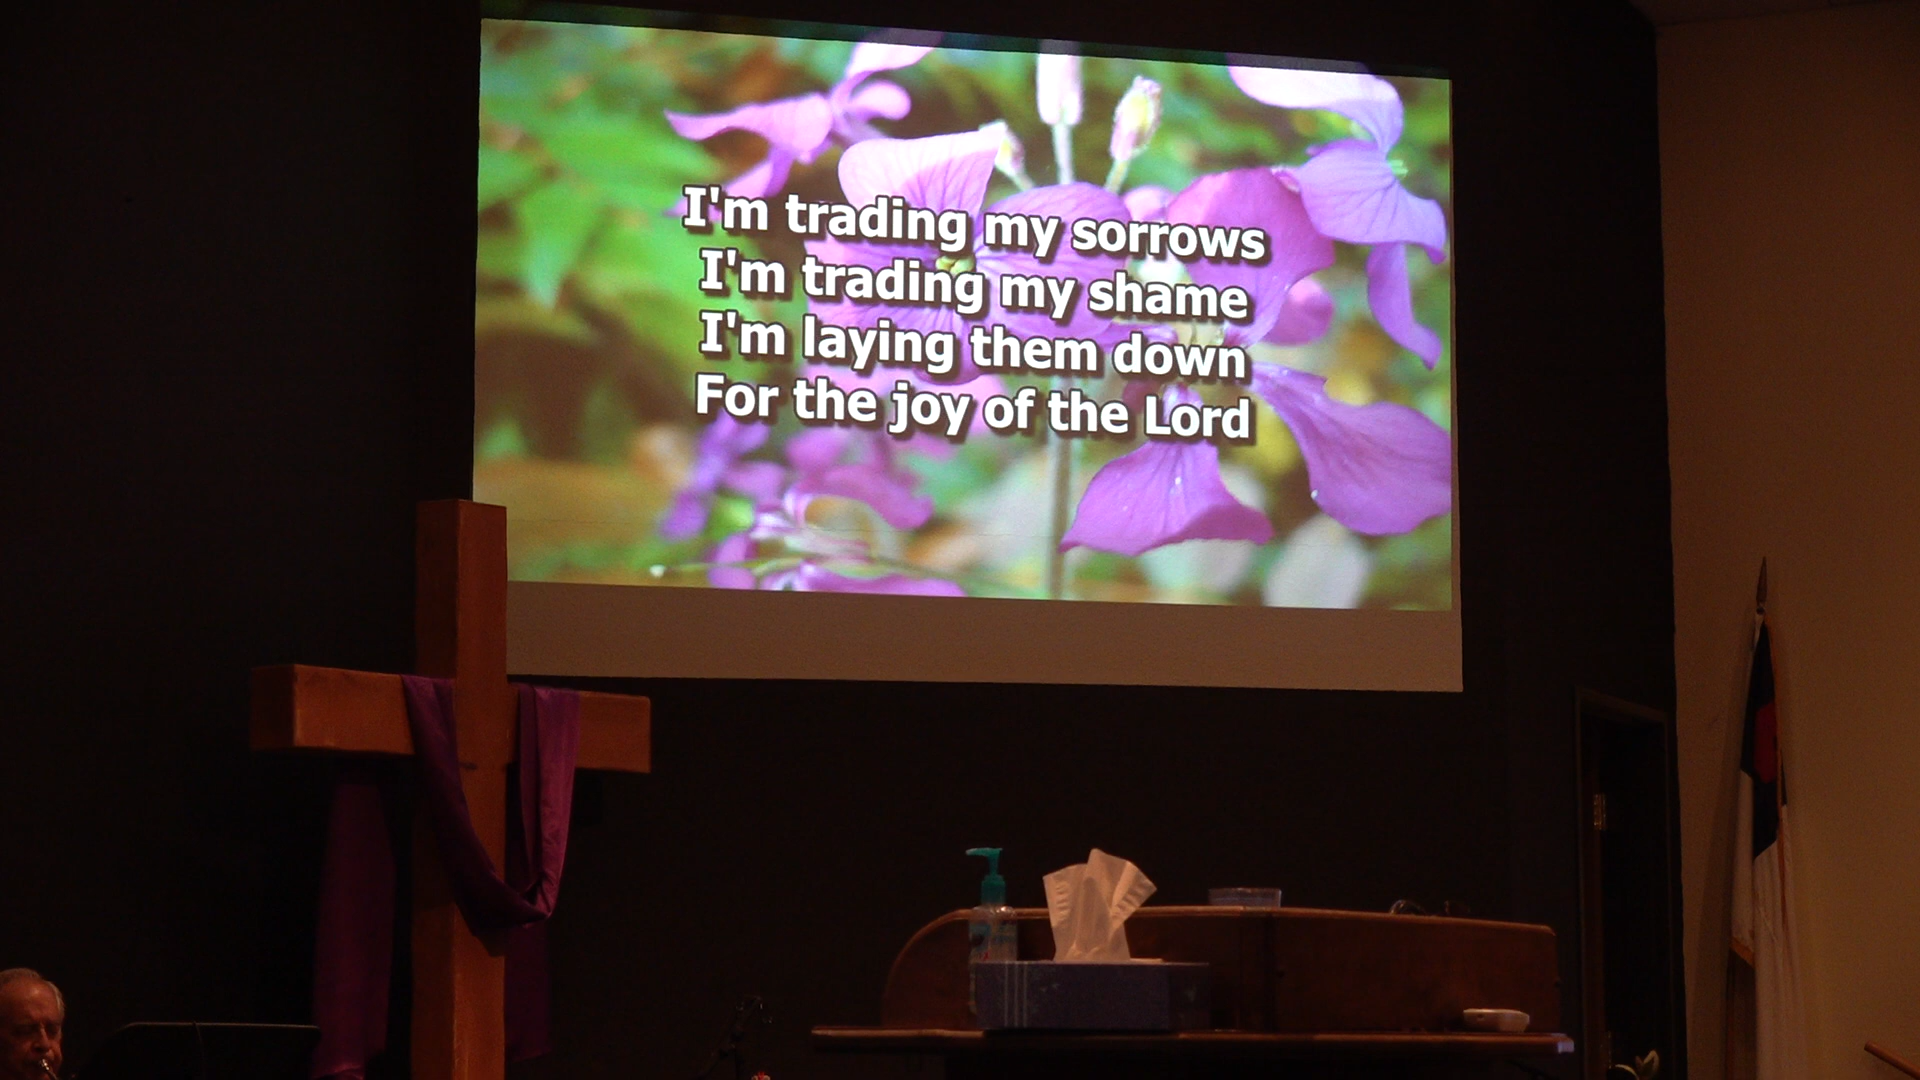 I'm trading my sorrows
I'm trading my shame
I'm laying them down
For the joy of the Lord